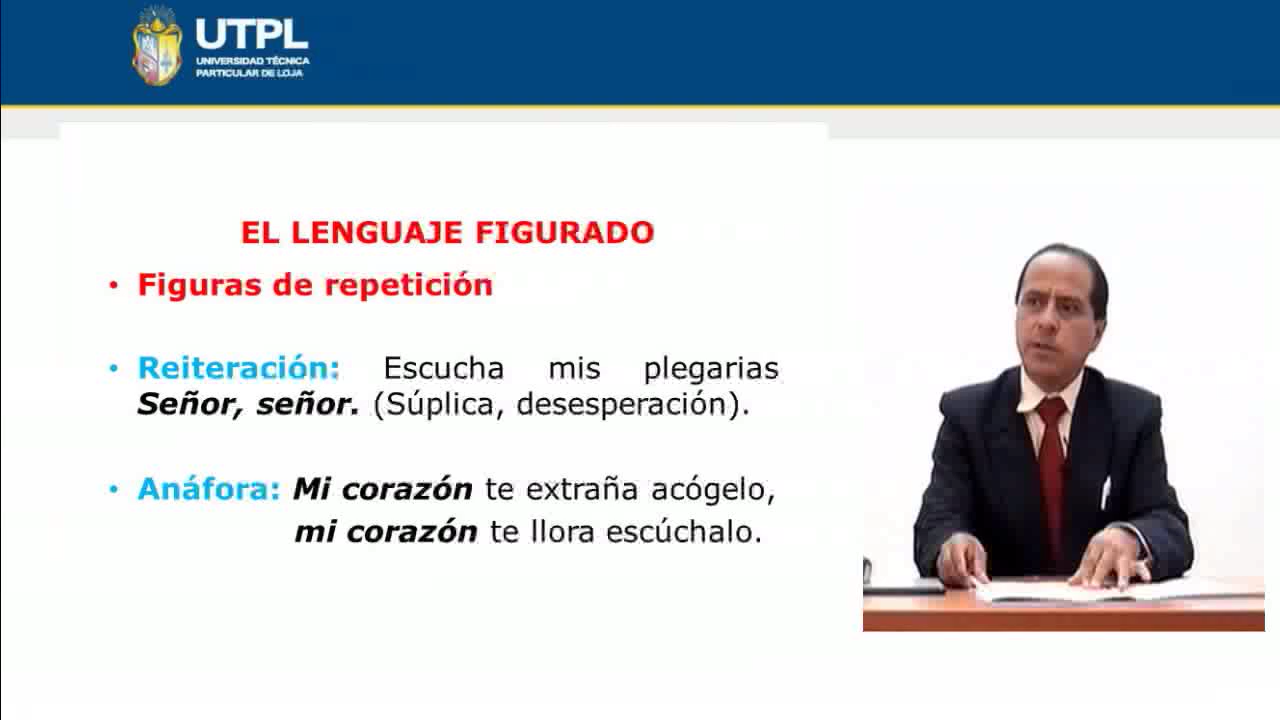 UTPL
UNIVERSIDAD TÉCNICA
PARTICULAR DE LOJA
EL LENGUAJE FIGURADO
• Figuras de repetición
• Reiteración: Escucha mis plegarias
Señor, señor. (Súplica, desesperación).
• Anáfora: Mi corazón te extraña acógelo,
mi corazón te llora escúchalo.